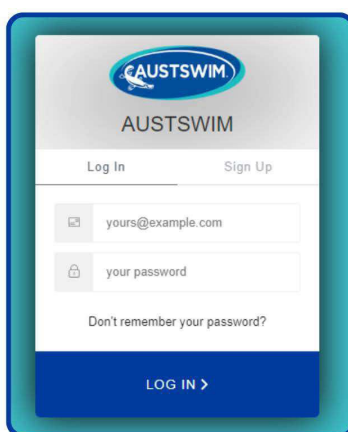 AUSTSWIM
AUSTSWIM
Log In Sign Up
yours@example.com
your password
Don't remember your password?
LOG IN >